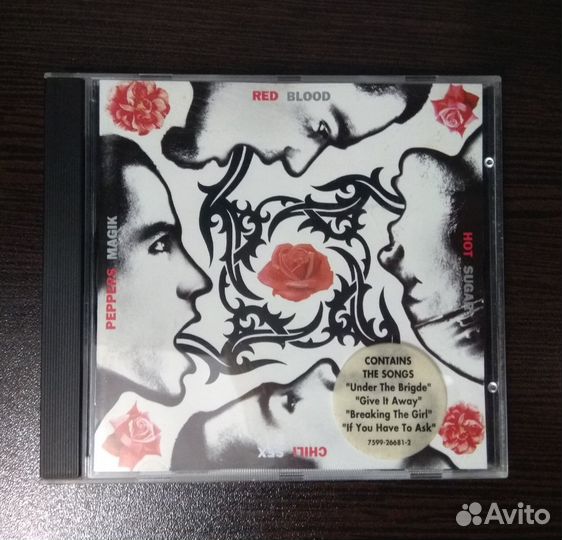 RED BLOOD
HOT SUGAR
CHILI SEX
PEPPERS MAGIK
CONTAINS
THE SONGS
"Under The Brigde"
"Give It Away"
"Breaking The Girl"
"If You Have To Ask"
7599-26681-2
Avito